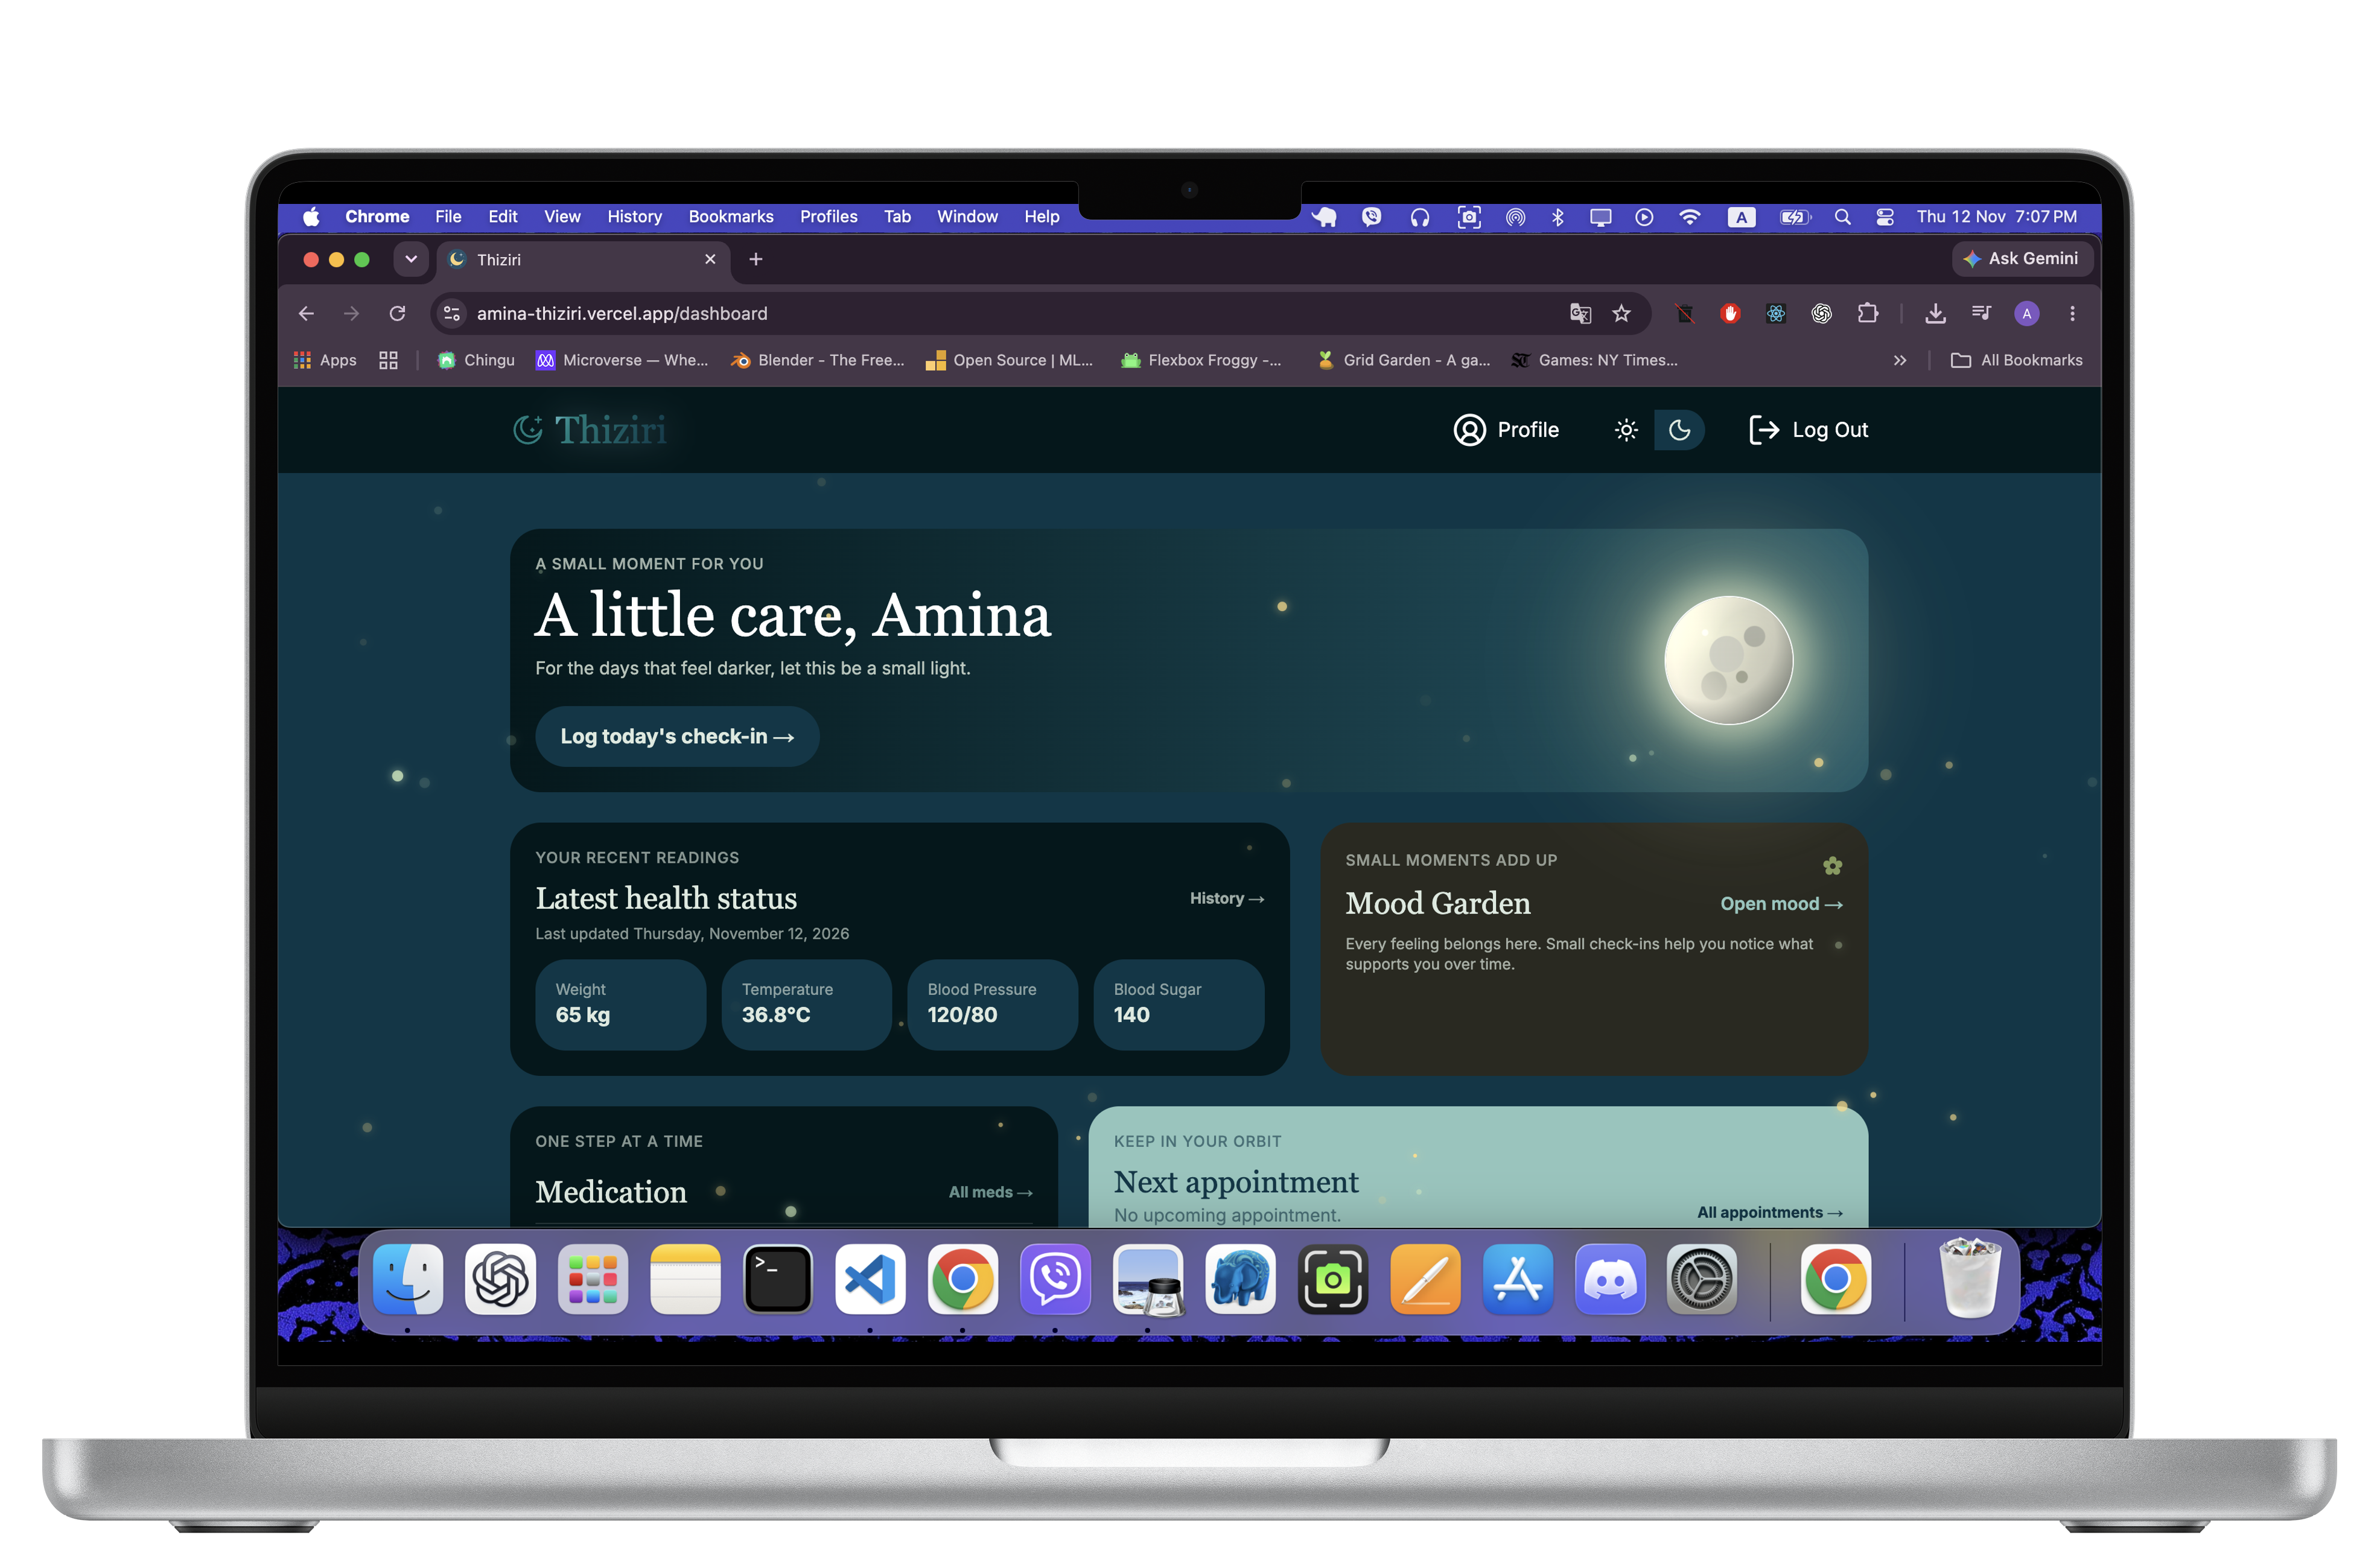 Chrome File Edit View History Bookmarks Profiles Tab Window Help A Thu 12 Nov 7:07 PM
Thiziri Ask Gemini
amina-thiziri.vercel.app/dashboard A
Apps Chingu Microverse — Whe... Blender - The Free... Open Source | ML... Flexbox Froggy -... Grid Garden - A ga... Games: NY Times... All Bookmarks
Thiziri Profile Log Out
A SMALL MOMENT FOR YOU
A little care, Amina
For the days that feel darker, let this be a small light.
Log today's check-in →
YOUR RECENT READINGS
Latest health status
History →
Last updated Thursday, November 12, 2026
Weight
65 kg
Temperature
36.8°C
Blood Pressure
120/80
Blood Sugar
140
SMALL MOMENTS ADD UP
Mood Garden
Open mood →
Every feeling belongs here. Small check-ins help you notice what
supports you over time.
ONE STEP AT A TIME
Medication
All meds →
KEEP IN YOUR ORBIT
Next appointment
No upcoming appointment.
All appointments →